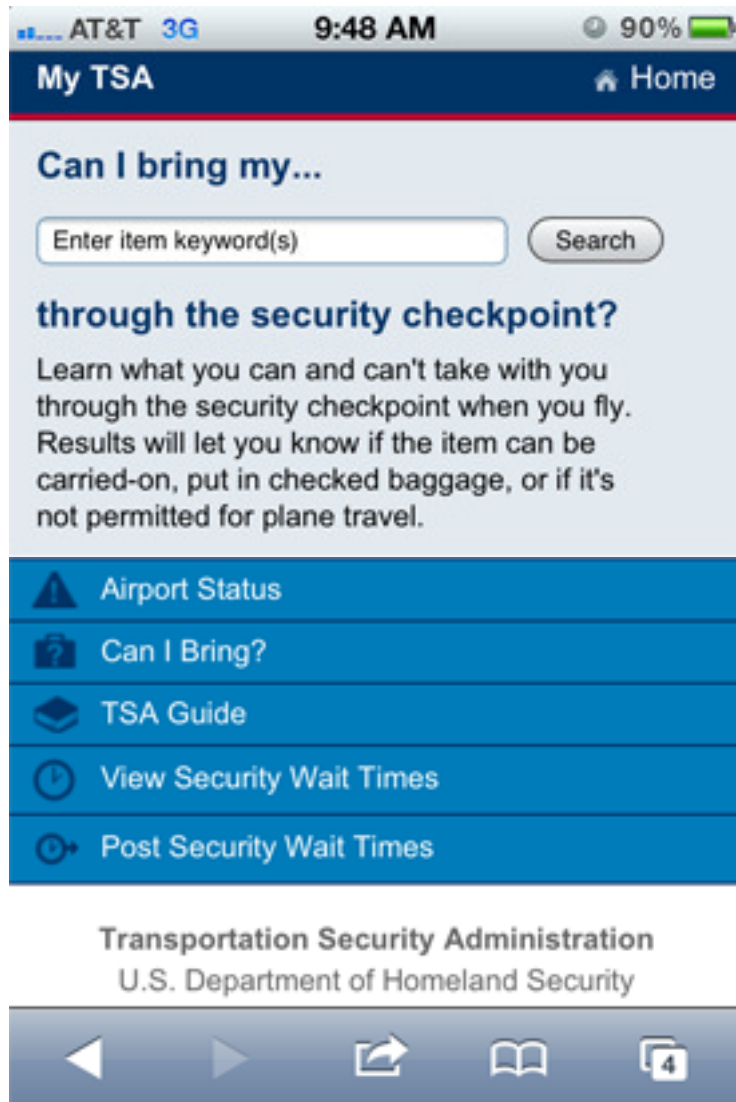 AT&T 3G 9:48 AM 90%
My TSA Home
Can I bring my...
Enter item keyword(s) Search
through the security checkpoint?
Learn what you can and can't take with you
through the security checkpoint when you fly.
Results will let you know if the item can be
carried-on, put in checked baggage, or if it's
not permitted for plane travel.
Airport Status
? Can I Bring?
TSA Guide
View Security Wait Times
Post Security Wait Times
Transportation Security Administration
U.S. Department of Homeland Security
4